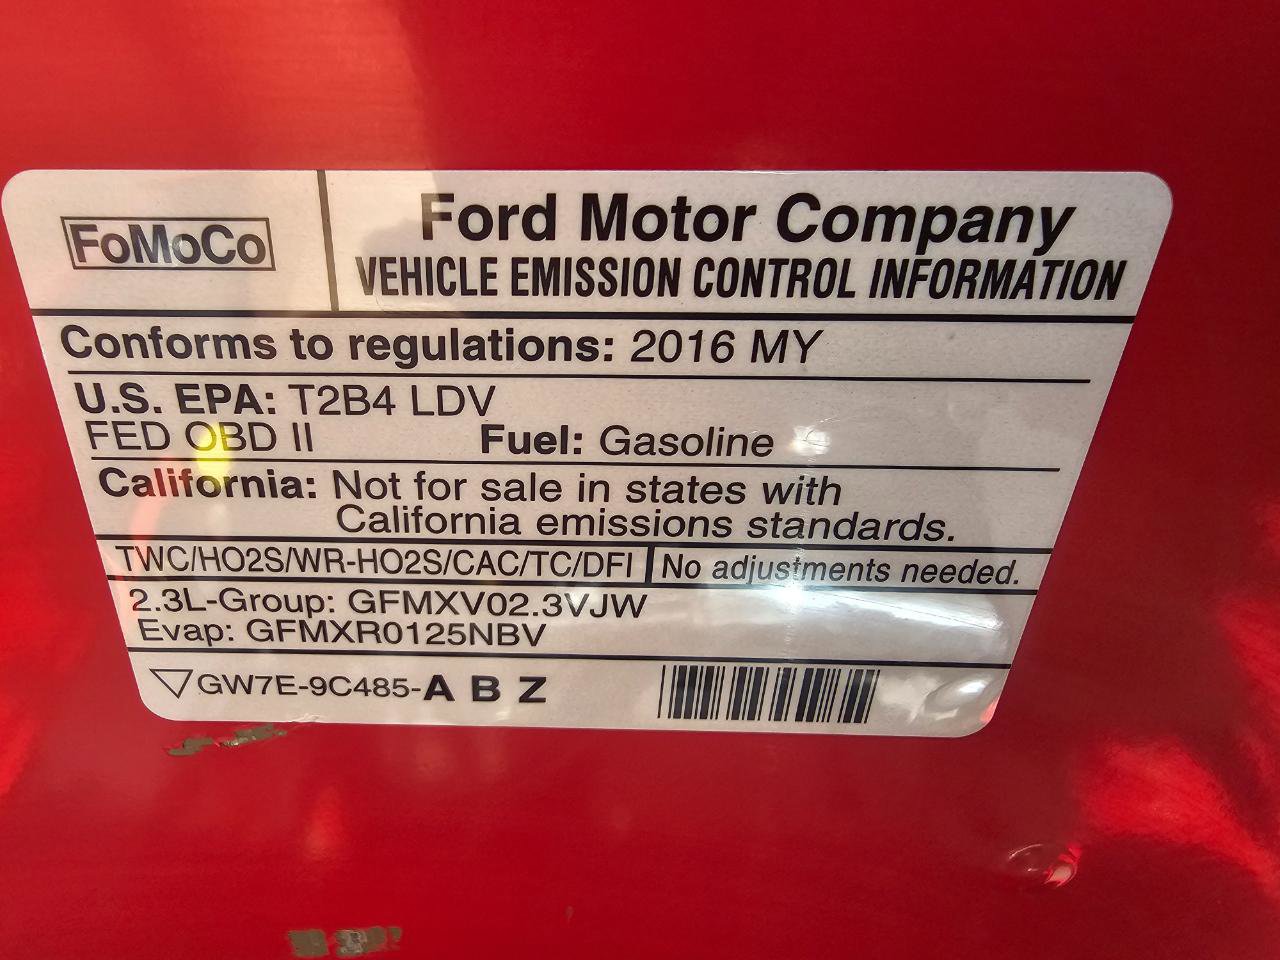 FoMoCo
Ford Motor Company
VEHICLE EMISSION CONTROL INFORMATION
Conforms to regulations: 2016 MY
U.S. EPA: T2B4 LDV
FED OBD II Fuel: Gasoline
California: Not for sale in states with
California emissions standards.
TWC/HO2S/WR-HO2S/CAC/TC/DFI No adjustments needed.
2.3L-Group: GFMXV02.3VJW
Evap: GFMXR0125NBV
GW7E-9C485-A B Z